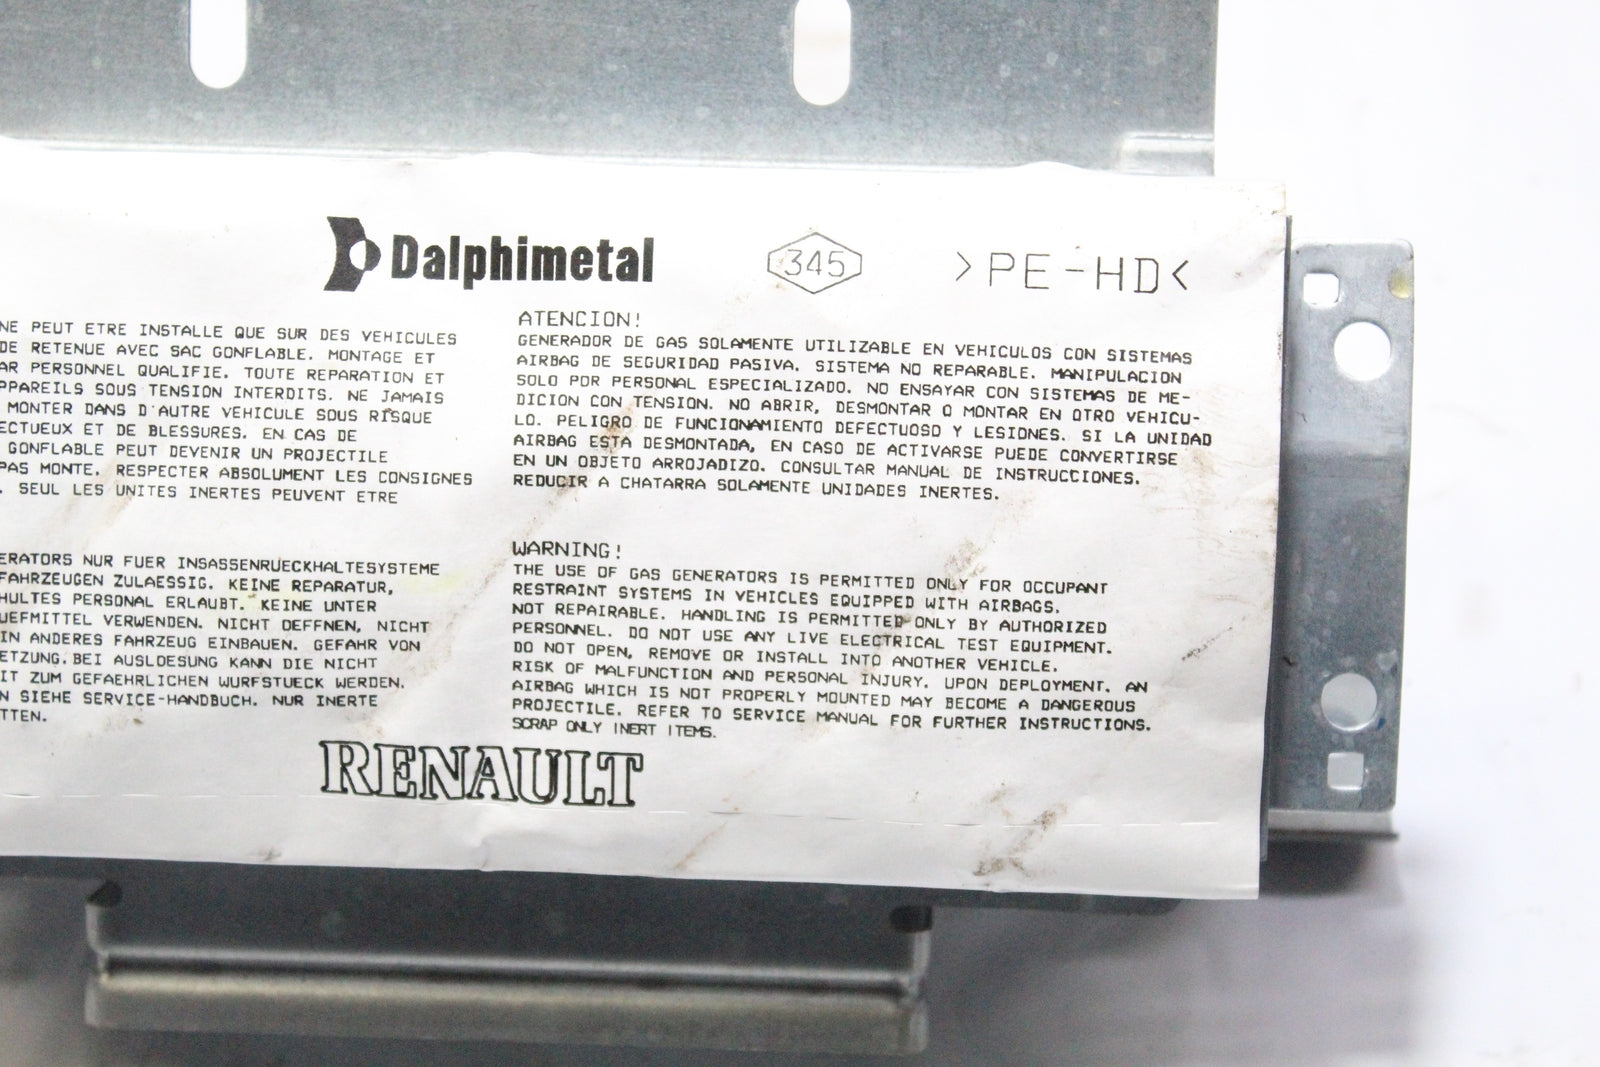 Dalphimetal
345
>PE-HD<
NE PEUT ETRE INSTALLE QUE SUR DES VEHICULES
DE RETENUE AVEC SAC GONFLABLE. MONTAGE ET
AR PERSONNEL QUALIFIE. TOUTE REPARATION ET
PPAREILS SOUS TENSION INTERDITS. NE JAMAIS
MONTER DANS D'AUTRE VEHICULE SOUS RISQUE
ECTUEUX ET DE BLESSURES. EN CAS DE
GONFLABLE PEUT DEVENIR UN PROJECTILE
PAS MONTE. RESPECTER ABSOLUMENT LES CONSIGNES
. SEUL LES UNITES INERTES PEUVENT ETRE
ATENCION!
GENERADOR DE GAS SOLAMENTE UTILIZABLE EN VEHICULOS CON SISTEMAS
AIRBAG DE SEGURIDAD PASIVA. SISTEMA NO REPARABLE. MANIPULACION
SOLO POR PERSONAL ESPECIALIZADO. NO ENSAYAR CON SISTEMAS DE ME-
DICION CON TENSION. NO ABRIR, DESMONTAR O MONTAR EN OTRO VEHICU-
LO. PELIGRO DE FUNCIONAMIENTO DEFECTUOSO Y LESIONES. SI LA UNIDAD
AIRBAG ESTA DESMONTADA, EN CASO DE ACTIVARSE PUEDE CONVERTIRSE
EN UN OBJETO ARROJADIZO. CONSULTAR MANUAL DE INSTRUCCIONES.
REDUCIR A CHATARRA SOLAMENTE UNIDADES INERTES.
ERATORS NUR FUER INSASSENRUECKHALTESYSTEME
FAHRZEUGEN ZULAESSIG. KEINE REPARATUR,
HULTES PERSONAL ERLAUBT. KEINE UNTER
UEFMITTEL VERWENDEN. NICHT OEFFNEN, NICHT
IN ANDERES FAHRZEUG EINBAUEN. GEFAHR VON
ETZUNG. BEI AUSLOESUNG KANN DIE NICHT
IT ZUM GEFAEHRLICHEN WURFSTUECK WERDEN.
N SIEHE SERVICE-HANDBUCH. NUR INERTE
TTEN.
WARNING!
THE USE OF GAS GENERATORS IS PERMITTED ONLY FOR OCCUPANT
RESTRAINT SYSTEMS IN VEHICLES EQUIPPED WITH AIRBAGS.
NOT REPAIRABLE. HANDLING IS PERMITTED ONLY BY AUTHORIZED
PERSONNEL. DO NOT USE ANY LIVE ELECTRICAL TEST EQUIPMENT.
DO NOT OPEN, REMOVE OR INSTALL INTO ANOTHER VEHICLE.
RISK OF MALFUNCTION AND PERSONAL INJURY. UPON DEPLOYMENT. AN
AIRBAG WHICH IS NOT PROPERLY MOUNTED MAY BECOME A DANGEROUS
PROJECTILE. REFER TO SERVICE MANUAL FOR FURTHER INSTRUCTIONS.
SCRAP ONLY INERT ITEMS.
RENAULT